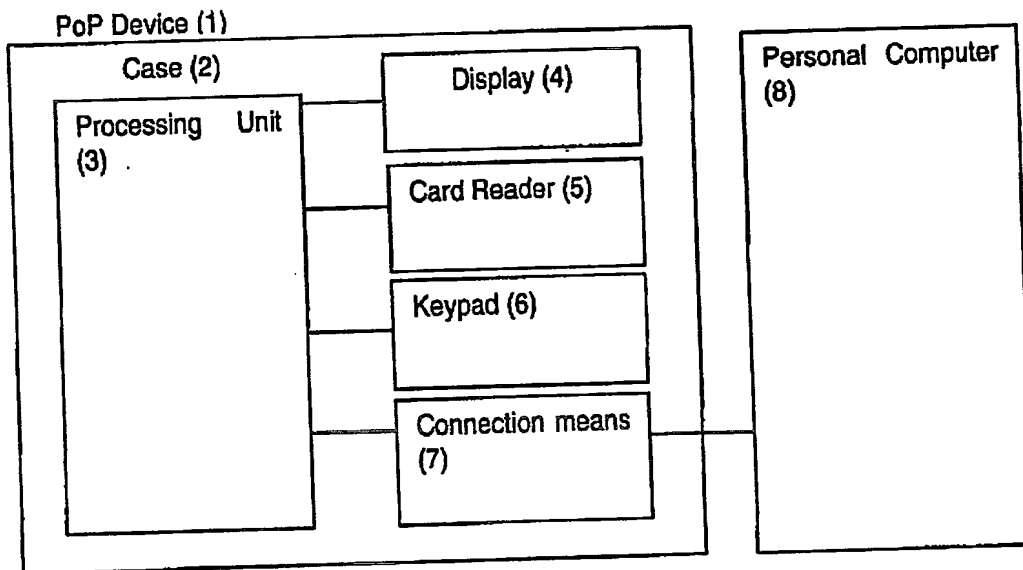 PoP Device (1)
Case (2)
Processing Unit
(3)
Display (4)
Card Reader (5)
Keypad (6)
Connection means
(7)
Personal Computer
(8)